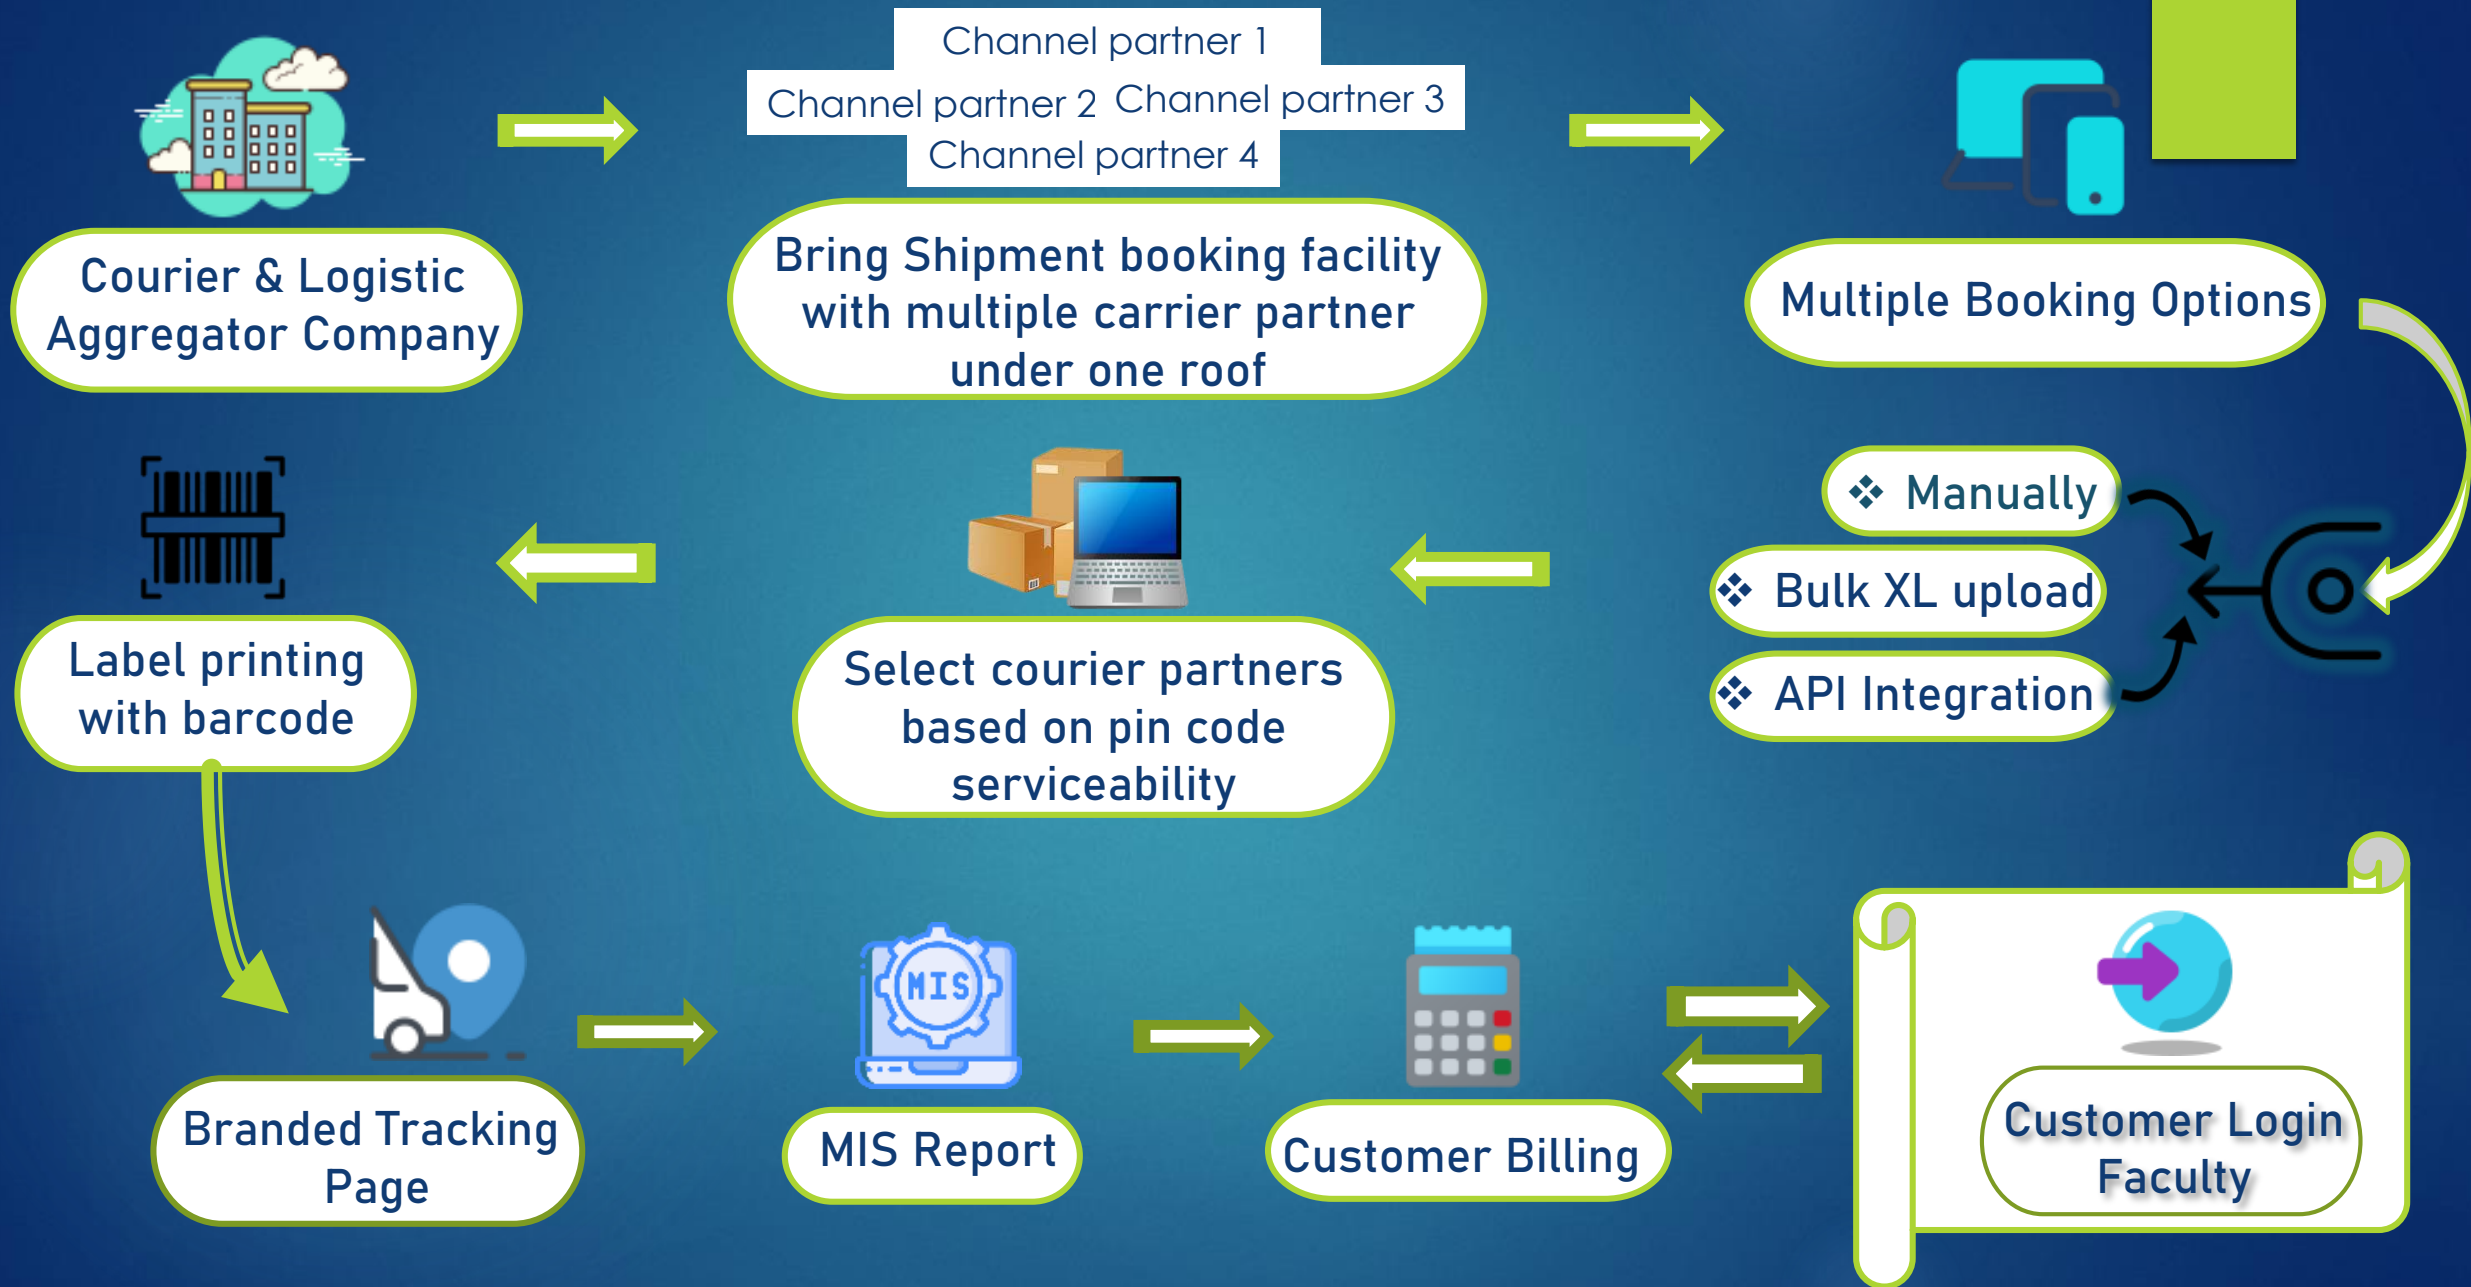 Channel partner 1
Channel partner 2 Channel partner 3
Channel partner 4
Courier & Logistic
Aggregator Company
Bring Shipment booking facility
with multiple carrier partner
under one roof
Multiple Booking Options
❖ Manually
❖ Bulk XL upload
❖ API Integration
Select courier partners
based on pin code
serviceability
Label printing
with barcode
Branded Tracking
Page
MIS
MIS Report
Customer Billing
Customer Login
Faculty